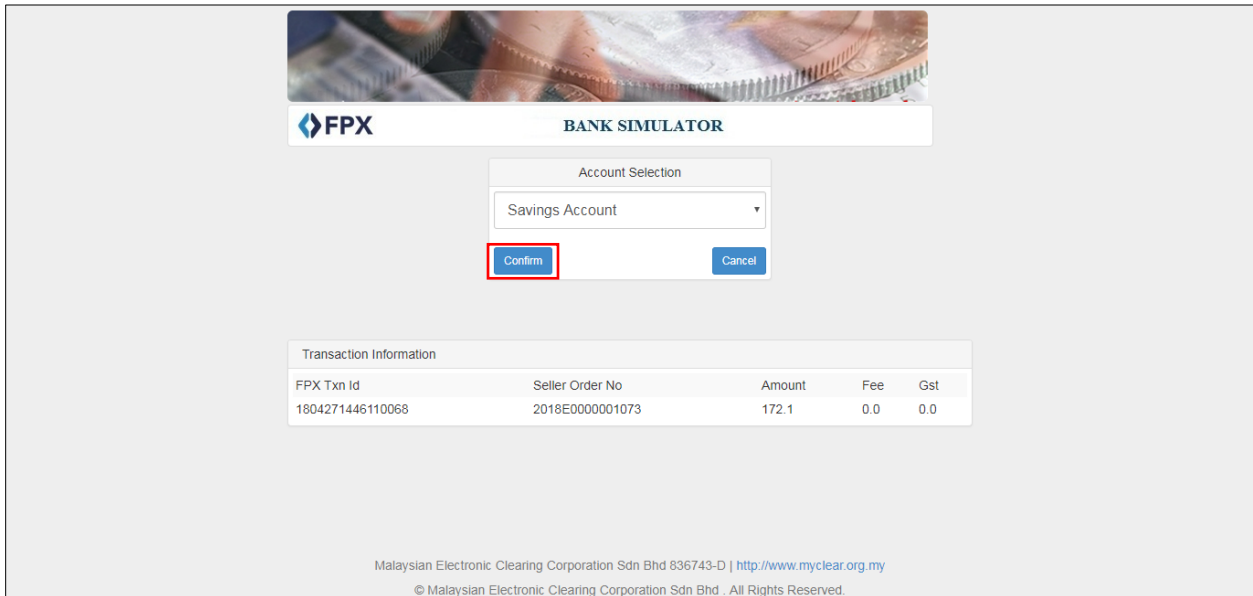 FPX
BANK SIMULATOR
Account Selection
Savings Account
Confirm Cancel
Transaction Information
FPX Txn Id Seller Order No Amount Fee Gst
1804271446110068 2018E0000001073 172.1 0.0 0.0
Malaysian Electronic Clearing Corporation Sdn Bhd 836743-D | http://www.myclear.org.my
© Malaysian Electronic Clearing Corporation Sdn Bhd . All Rights Reserved.